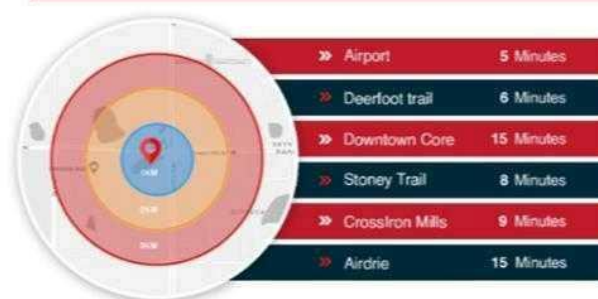 » Airport 5 Minutes
» Deerfoot trail 6 Minutes
» Downtown Core 15 Minutes
» Stoney Trail 8 Minutes
» CrossIron Mills 9 Minutes
» Airdrie 15 Minutes